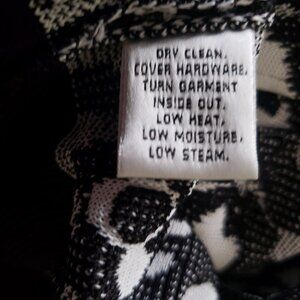 DRY CLEAN.
COVER HARDWARE.
TURN GARMENT
INSIDE OUT.
LOW HEAT,
LOW MOISTURE,
LOW STEAM.